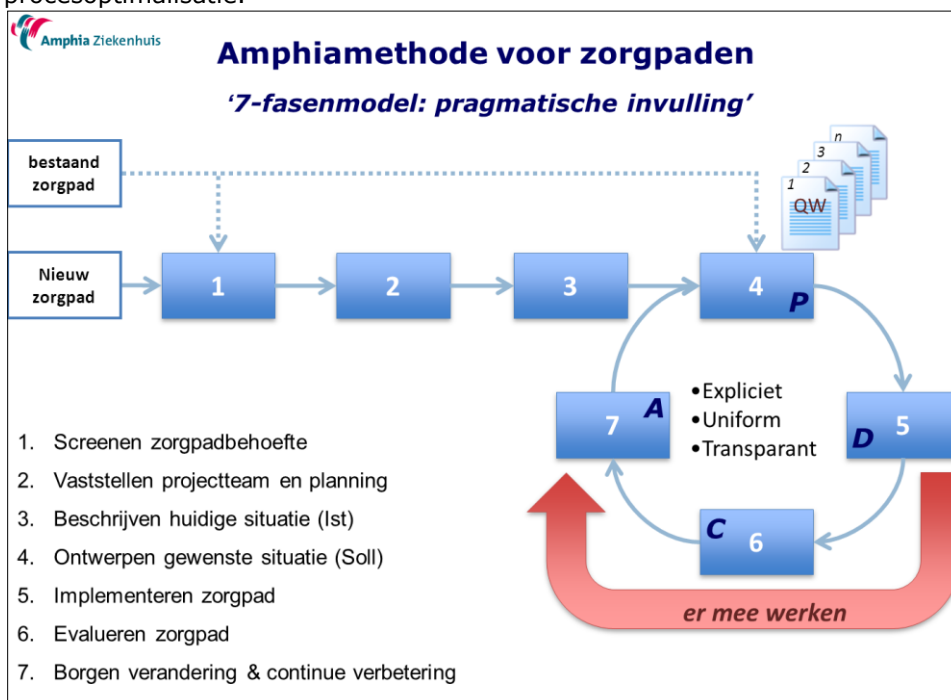 procesoptimalisatie.
Amphia Ziekenhuis
Amphiamethode voor zorgpaden
‘7-fasenmodel: pragmatische invulling’
bestaand
zorgpad
n
3
2
1
QW
Nieuw
zorgpad
1
2
3
4
P
7
A
•Expliciet
•Uniform
•Transparant
D
5
C
6
er mee werken
1. Screenen zorgpadbehoefte
2. Vaststellen projectteam en planning
3. Beschrijven huidige situatie (Ist)
4. Ontwerpen gewenste situatie (Soll)
5. Implementeren zorgpad
6. Evalueren zorgpad
7. Borgen verandering & continue verbetering